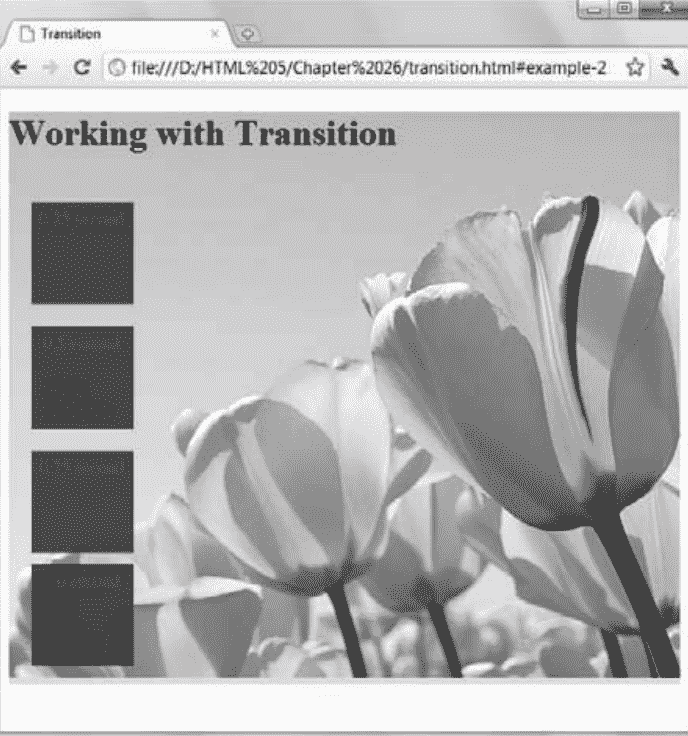 Transition
file:///D:/HTML%205/Chapter%2026/transition.html#example-2
Working with Transition